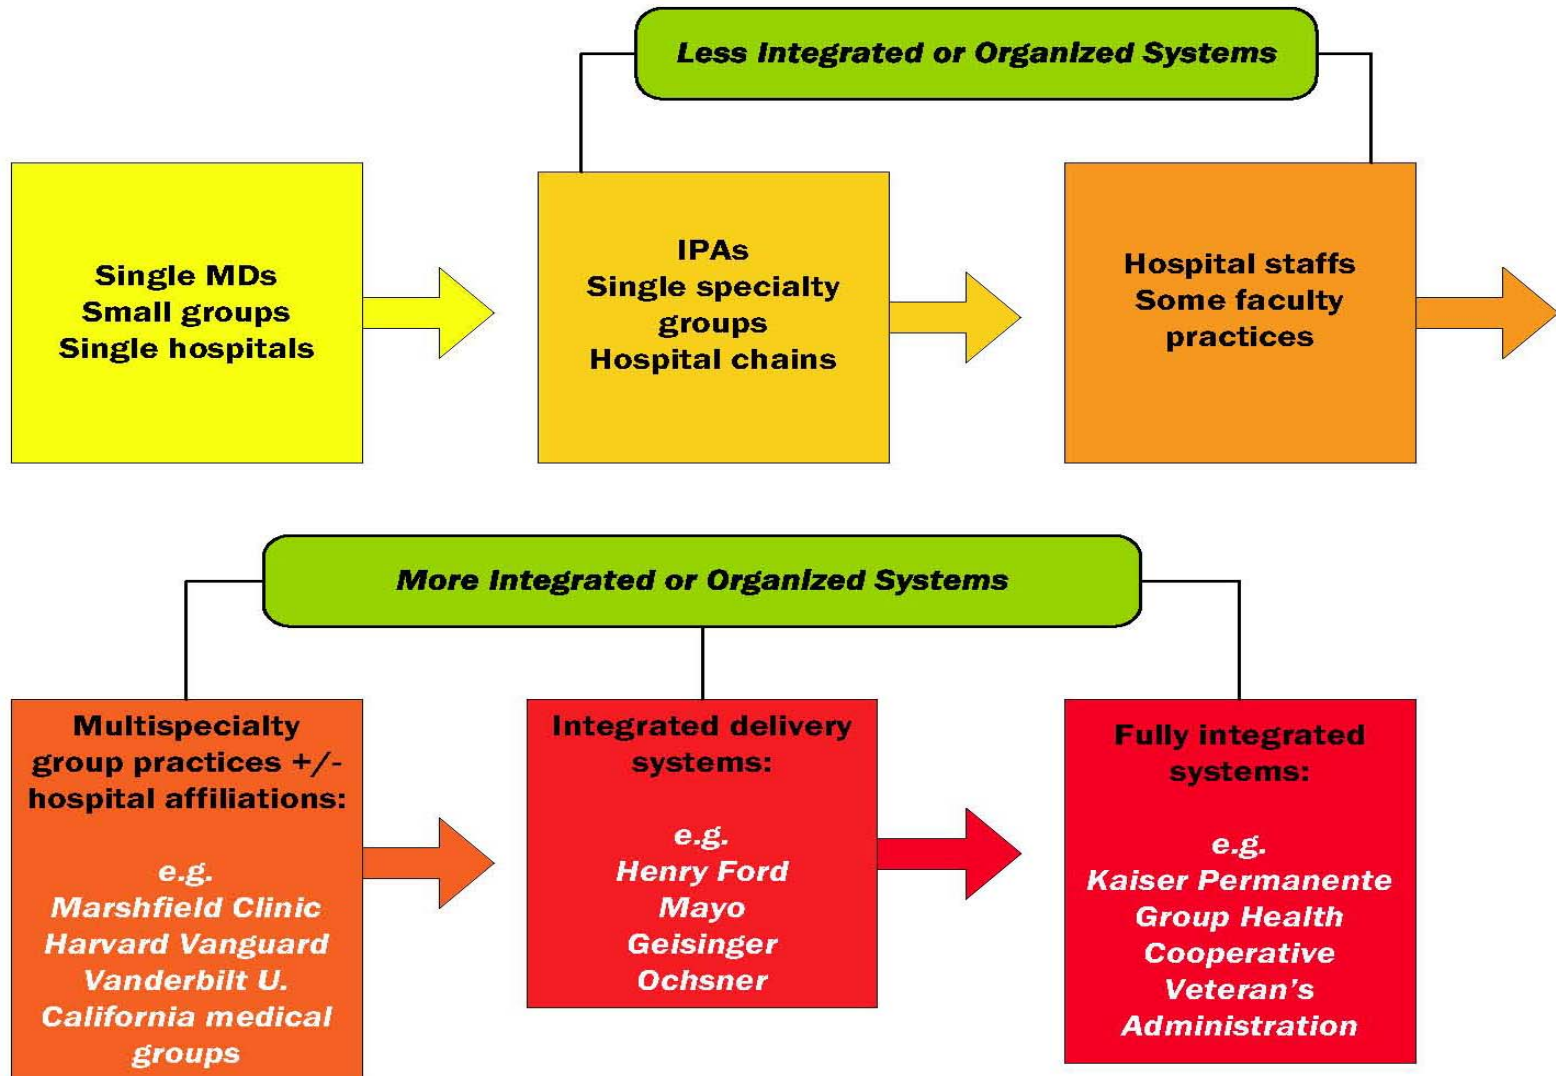 Less Integrated or Organized Systems
Single MDs
Small groups
Single hospitals
IPAs
Single specialty
groups
Hospital chains
Hospital staffs
Some faculty
practices
More Integrated or Organized Systems
Multispecialty
group practices +/-
hospital affiliations:
e.g.
Marshfield Clinic
Harvard Vanguard
Vanderbilt U.
California medical
groups
Integrated delivery
systems:
e.g.
Henry Ford
Mayo
Geisinger
Ochsner
Fully integrated
systems:
e.g.
Kaiser Permanente
Group Health
Cooperative
Veteran's
Administration